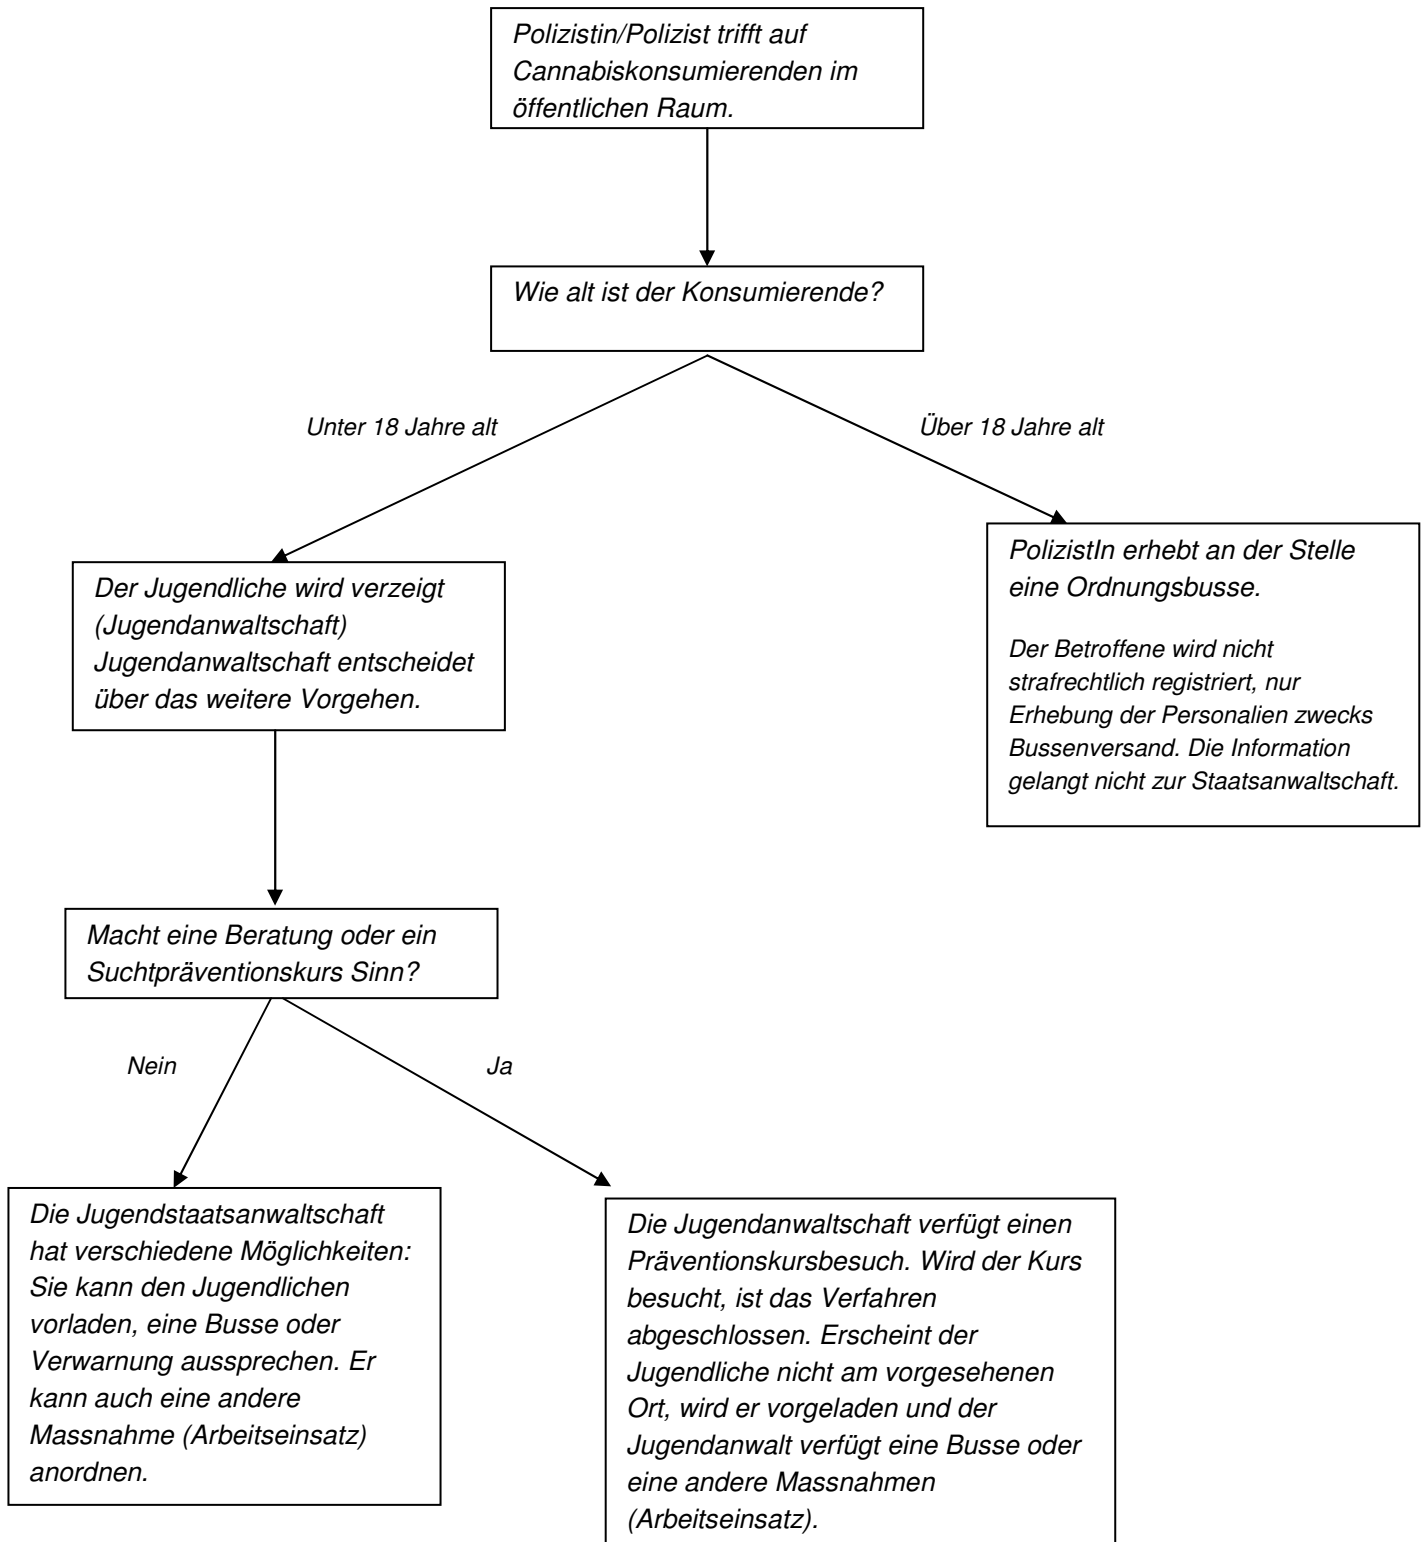 Polizistin/Polizist trifft auf
Cannabiskonsumierenden im
öffentlichen Raum.
Wie alt ist der Konsumierende?
Unter 18 Jahre alt
Über 18 Jahre alt
Der Jugendliche wird verzeigt
(Jugendanwaltschaft)
Jugendanwaltschaft entscheidet
über das weitere Vorgehen.
PolizistIn erhebt an der Stelle
eine Ordnungsbusse.
Der Betroffene wird nicht
strafrechtlich registriert, nur
Erhebung der Personalien zwecks
Bussenversand. Die Information
gelangt nicht zur Staatsanwaltschaft.
Macht eine Beratung oder ein
Suchtpräventionskurs Sinn?
Nein
Ja
Die Jugendstaatsanwaltschaft
hat verschiedene Möglichkeiten:
Sie kann den Jugendlichen
vorladen, eine Busse oder
Verwarnung aussprechen. Er
kann auch eine andere
Massnahme (Arbeitseinsatz)
anordnen.
Die Jugendanwaltschaft verfügt einen
Präventionskursbesuch. Wird der Kurs
besucht, ist das Verfahren
abgeschlossen. Erscheint der
Jugendliche nicht am vorgesehenen
Ort, wird er vorgeladen und der
Jugendanwalt verfügt eine Busse oder
eine andere Massnahmen
(Arbeitseinsatz).